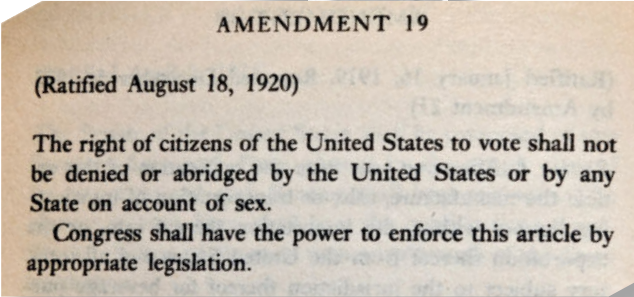 AMENDMENT 19
(Ratified August 18, 1920)
The right of citizens of the United States to vote shall not
be denied or abridged by the United States or by any
State on account of sex.
Congress shall have the power to enforce this article by
appropriate legislation.